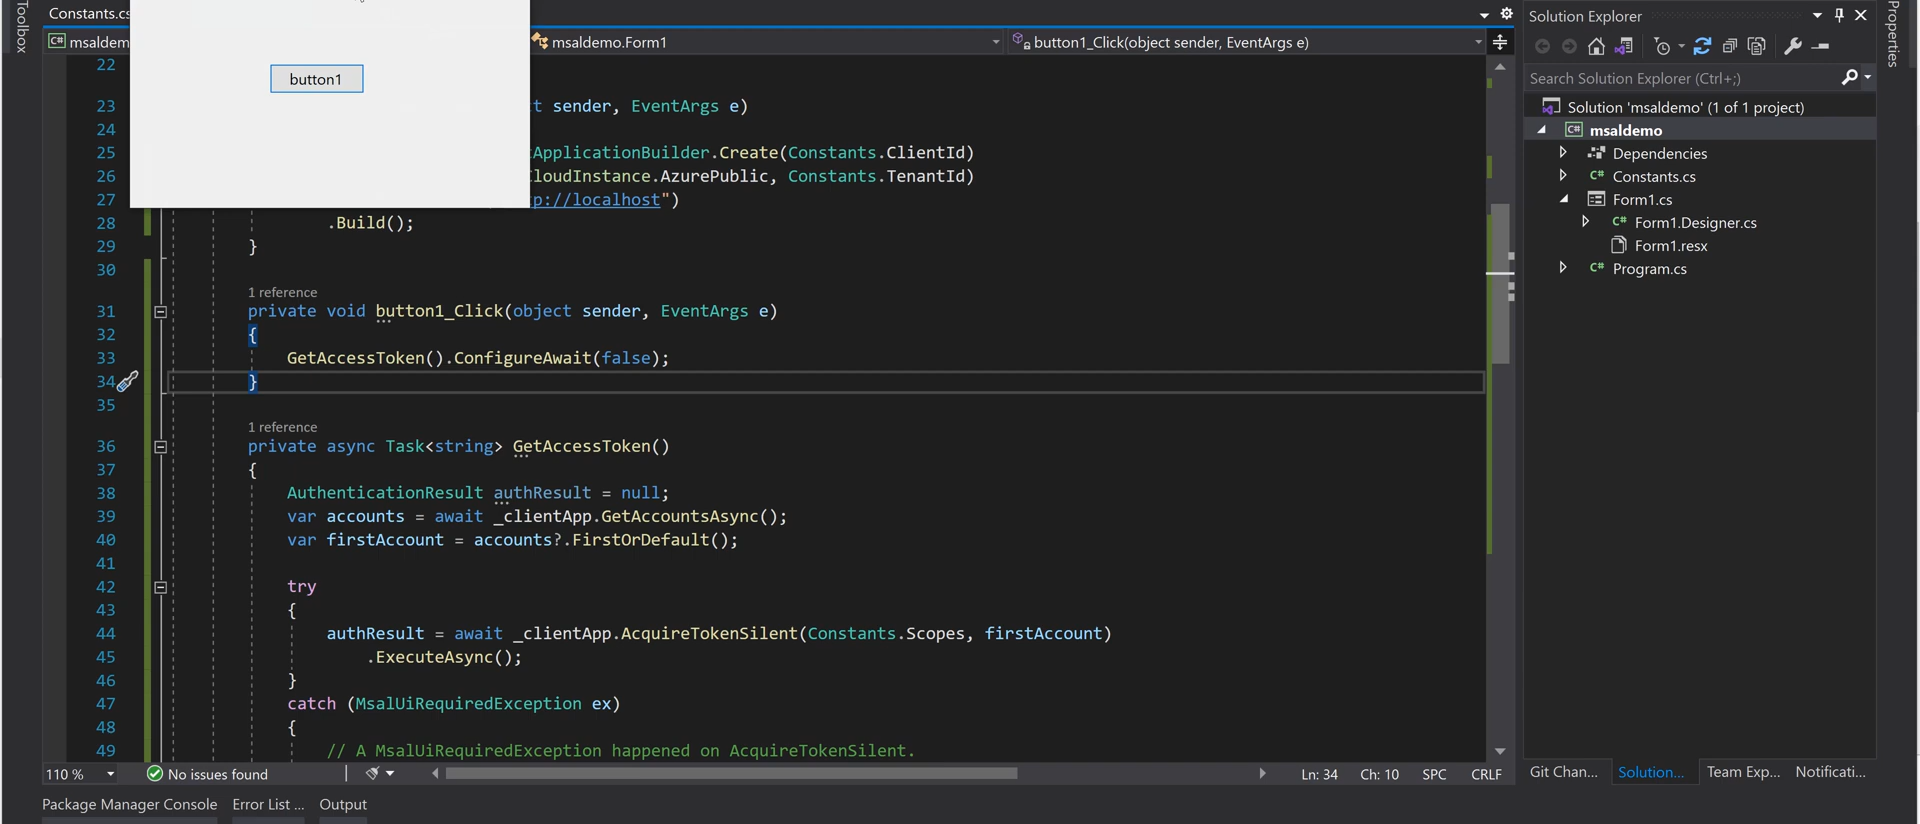 Toolbox
Constants.cs
Properties
Solution Explorer
msaldem
msaldemo.Form1
button1_Click(object sender, EventArgs e)
Search Solution Explorer (Ctrl+;)
Solution 'msaldemo' (1 of 1 project)
msaldemo
Dependencies
Constants.cs
Form1.cs
Form1.Designer.cs
Form1.resx
Program.cs
button1
22
23 t sender, EventArgs e)
24
25 ApplicationBuilder.Create(Constants.ClientId)
26 CloudInstance.AzurePublic, Constants.TenantId)
27 p://localhost")
28 .Build();
29 }
30
1 reference
31 private void button1_Click(object sender, EventArgs e)
32 {
33 GetAccessToken().ConfigureAwait(false);
34 }
35
1 reference
36 private async Task<string> GetAccessToken()
37 {
38 AuthenticationResult authResult = null;
39 var accounts = await _clientApp.GetAccountsAsync();
40 var firstAccount = accounts?.FirstOrDefault();
41
42 try
43 {
44 authResult = await _clientApp.AcquireTokenSilent(Constants.Scopes, firstAccount)
45 .ExecuteAsync();
46 }
47 catch (MsalUiRequiredException ex)
48 {
49 // A MsalUiRequiredException happened on AcquireTokenSilent.
110 % No issues found Ln: 34 Ch: 10 SPC CRLF
Git Chan... Solution... Team Exp... Notificati...
Package Manager Console Error List ... Output